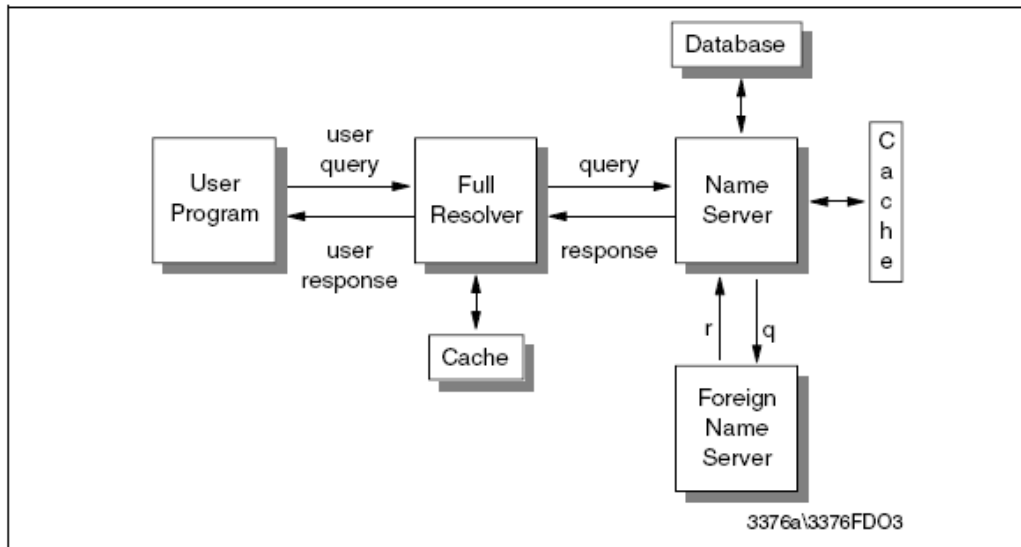 Database
user
query
User
Program
user
response
Full
Resolver
query
response
Cache
Name
Server
C
a
c
h
e
r
q
Foreign
Name
Server
3376a\3376FDO3